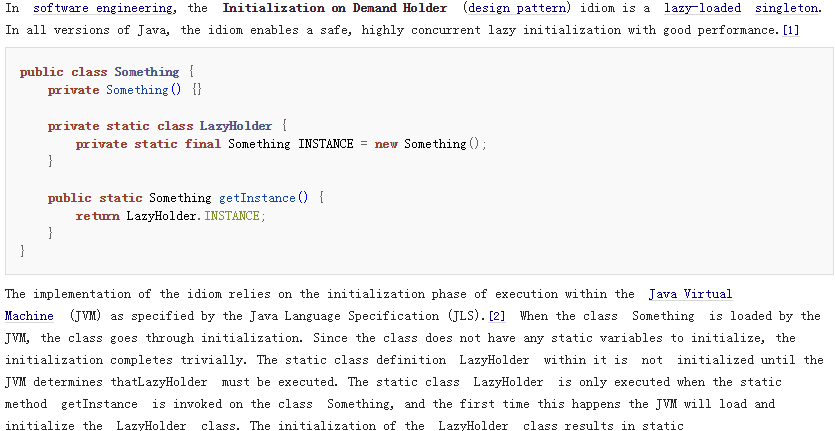 In software engineering, the Initialization on Demand Holder (design pattern) idiom is a lazy-loaded singleton.
In all versions of Java, the idiom enables a safe, highly concurrent lazy initialization with good performance.[1]
public class Something {
    private Something() {}

    private static class LazyHolder {
        private static final Something INSTANCE = new Something();
    }

    public static Something getInstance() {
        return LazyHolder.INSTANCE;
    }
}
The implementation of the idiom relies on the initialization phase of execution within the Java Virtual
Machine (JVM) as specified by the Java Language Specification (JLS).[2] When the class Something is loaded by the
JVM, the class goes through initialization. Since the class does not have any static variables to initialize, the
initialization completes trivially. The static class definition LazyHolder within it is not initialized until the
JVM determines thatLazyHolder must be executed. The static class LazyHolder is only executed when the static
method getInstance is invoked on the class Something, and the first time this happens the JVM will load and
initialize the LazyHolder class. The initialization of the LazyHolder class results in static